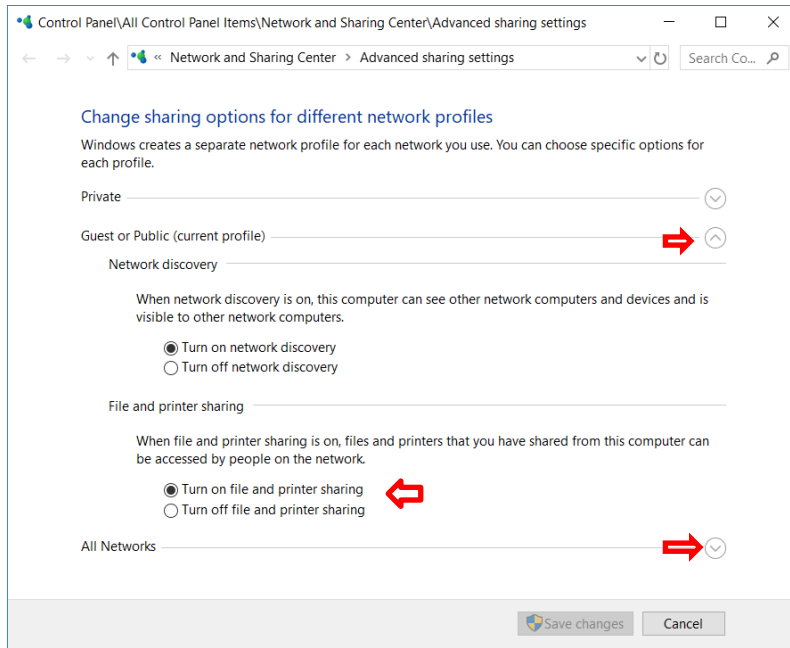 Control Panel\All Control Panel Items\Network and Sharing Center\Advanced sharing settings
« Network and Sharing Center > Advanced sharing settings
Search Co...
Change sharing options for different network profiles
Windows creates a separate network profile for each network you use. You can choose specific options for
each profile.
Private
Guest or Public (current profile)
Network discovery
When network discovery is on, this computer can see other network computers and devices and is
visible to other network computers.
Turn on network discovery
Turn off network discovery
File and printer sharing
When file and printer sharing is on, files and printers that you have shared from this computer can
be accessed by people on the network.
Turn on file and printer sharing
Turn off file and printer sharing
All Networks
Save changes
Cancel